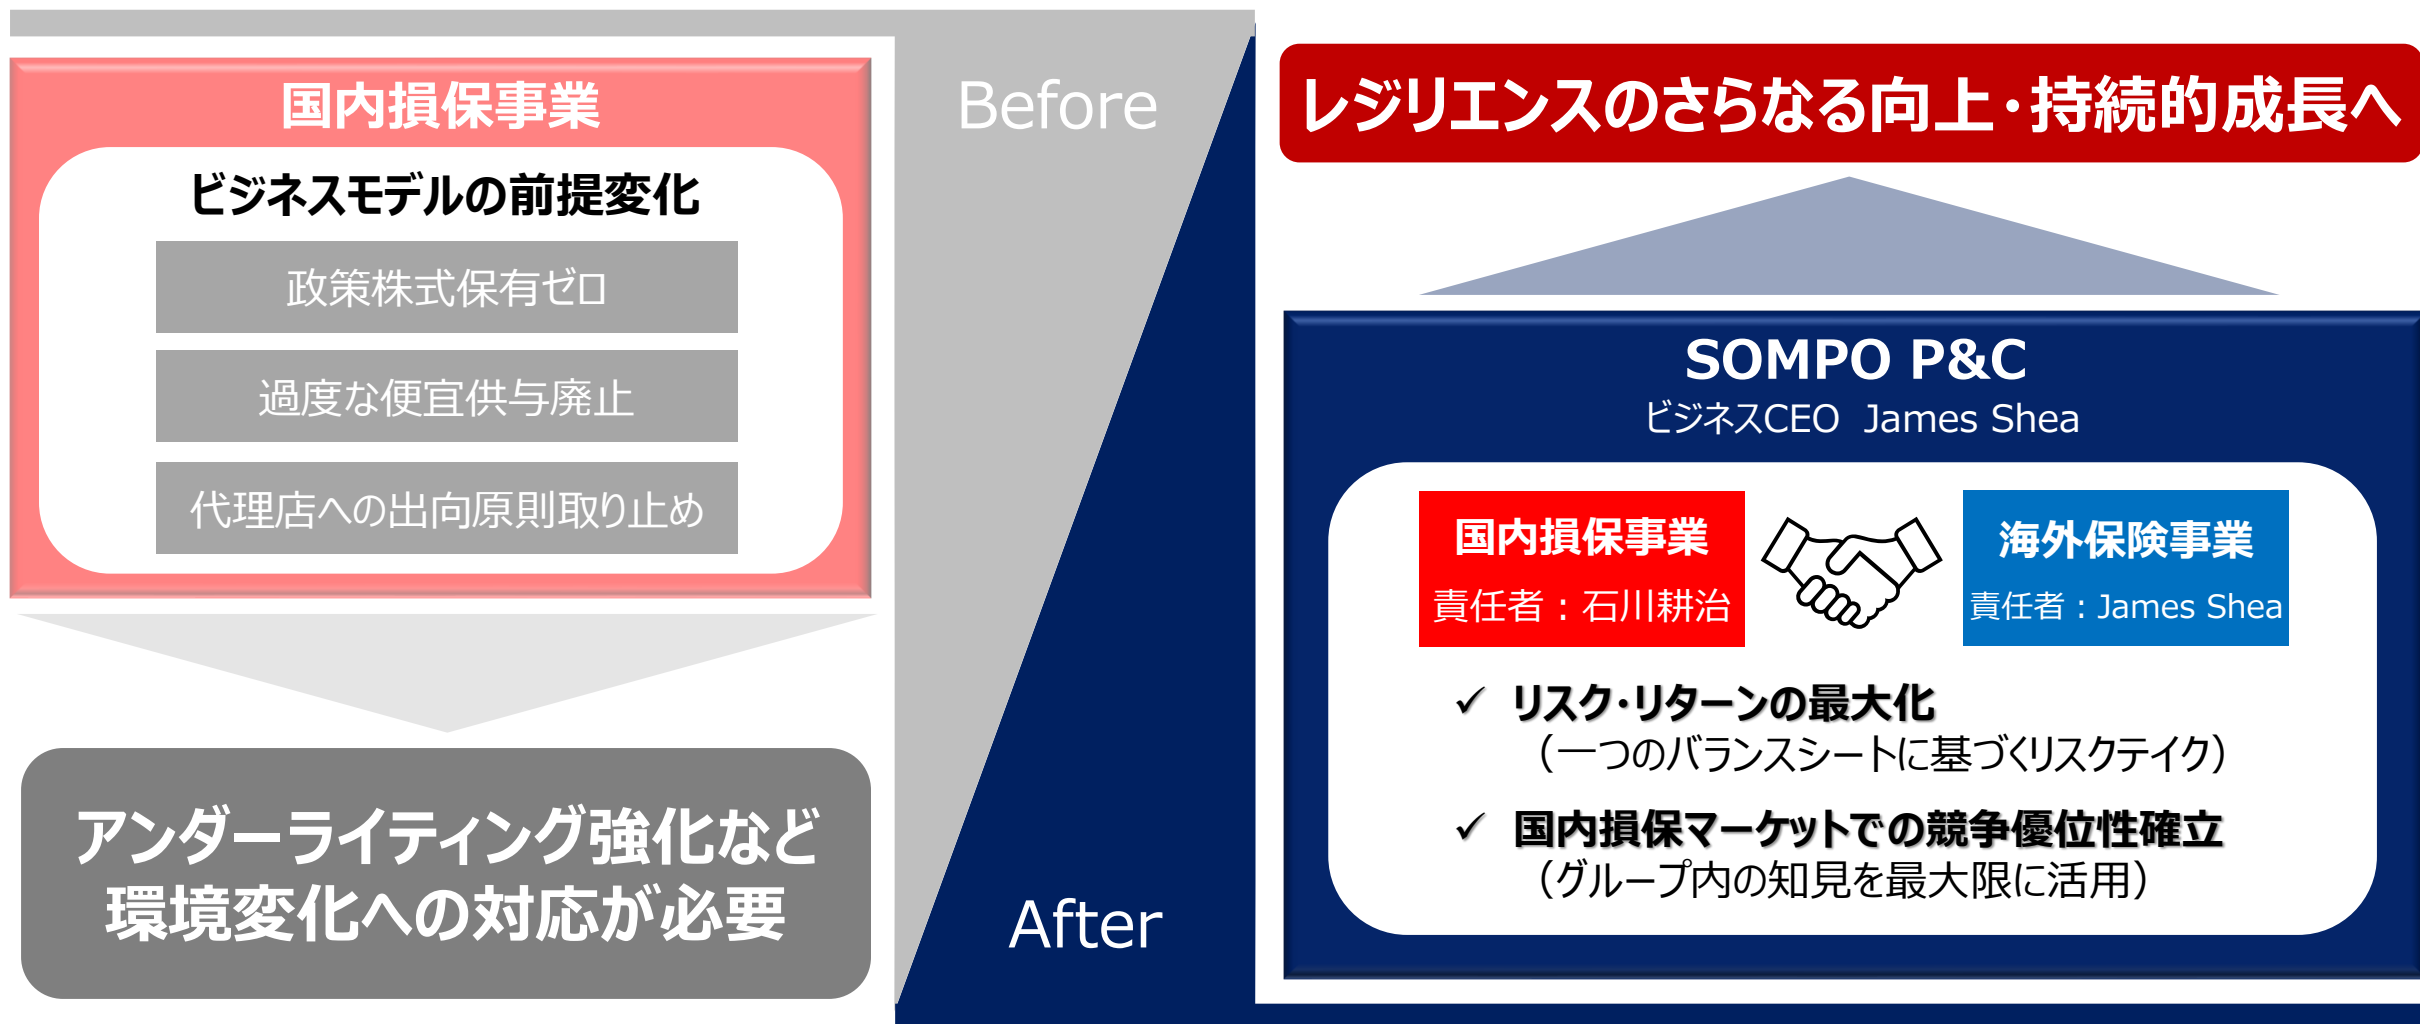 国内損保事業
ビジネスモデルの前提変化
政策株式保有ゼロ
過度な便宜供与廃止
代理店への出向原則取り止め
アンダーライティング強化など
環境変化への対応が必要
Before
After
レジリエンスのさらなる向上・持続的成長へ
SOMPO P&C
ビジネスCEO James Shea
国内損保事業
責任者：石川耕治
海外保険事業
責任者：James Shea
✓ リスク・リターンの最大化
（一つのバランスシートに基づくリスクテイク）
✓ 国内損保マーケットでの競争優位性確立
（グループ内の知見を最大限に活用）